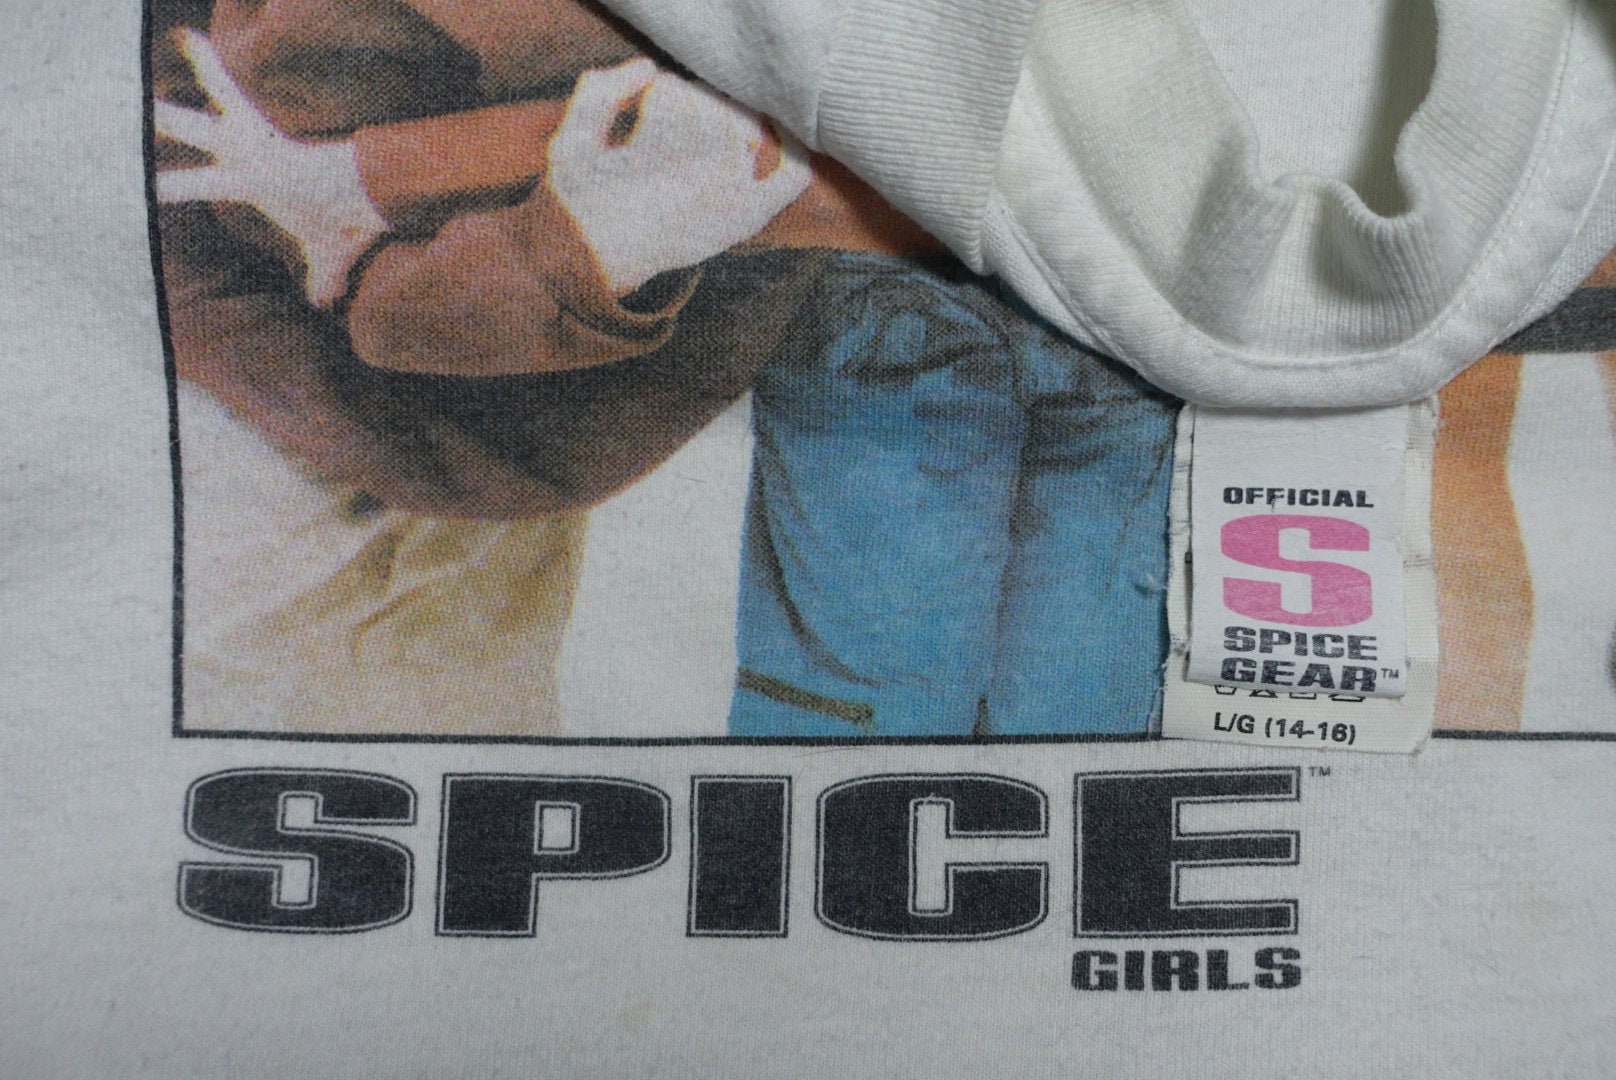 OFFICIAL
S
SPICE
GEAR™
L/G (14-16)
SPICE™
GIRLS